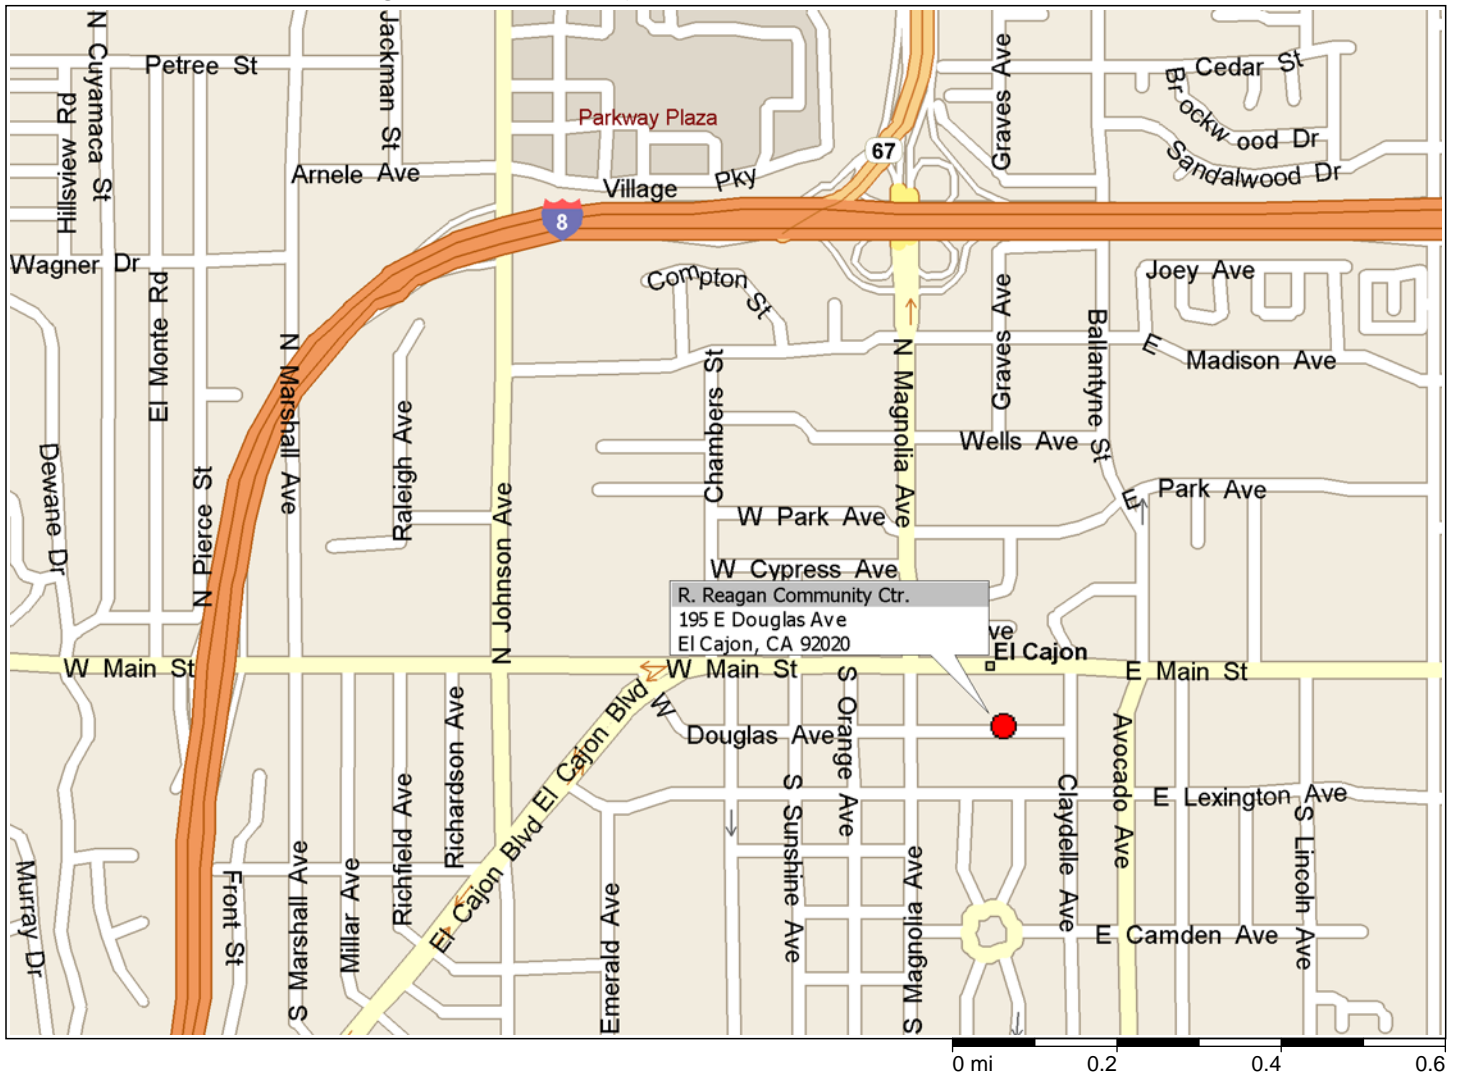 N Cuyamaca St
Petree St
Jackman St
Hillsview Rd
Parkway Plaza
67
Graves Ave
Cedar St
Brockwood Dr
Sandalwood Dr
Arnele Ave
Village Pky
8
Wagner Dr
El Monte Rd
Compton St
Joey Ave
Graves Ave
Ballantyne St
E Madison Ave
N Marshall Ave
Chambers St
N Magnolia Ave
Raleigh Ave
Wells Ave
Dewane Dr
N Pierce St
N Johnson Ave
E Park Ave
W Park Ave
W Cypress Ave
R. Reagan Community Ctr.
195 E Douglas Ave
El Cajon, CA 92020
ve
El Cajon
W Main St
W Main St
E Main St
El Cajon Blvd
W Douglas Ave
S Orange Ave
Richardson Ave
Avocado Ave
El Cajon Blvd
S Sunshine Ave
Claydelle Ave
E Lexington Ave
S Lincoln Ave
Richfield Ave
Murray Dr
Front St
S Marshall Ave
Millar Ave
El Cajon Blvd
Emerald Ave
S Magnolia Ave
E Camden Ave
0 mi 0.2 0.4 0.6